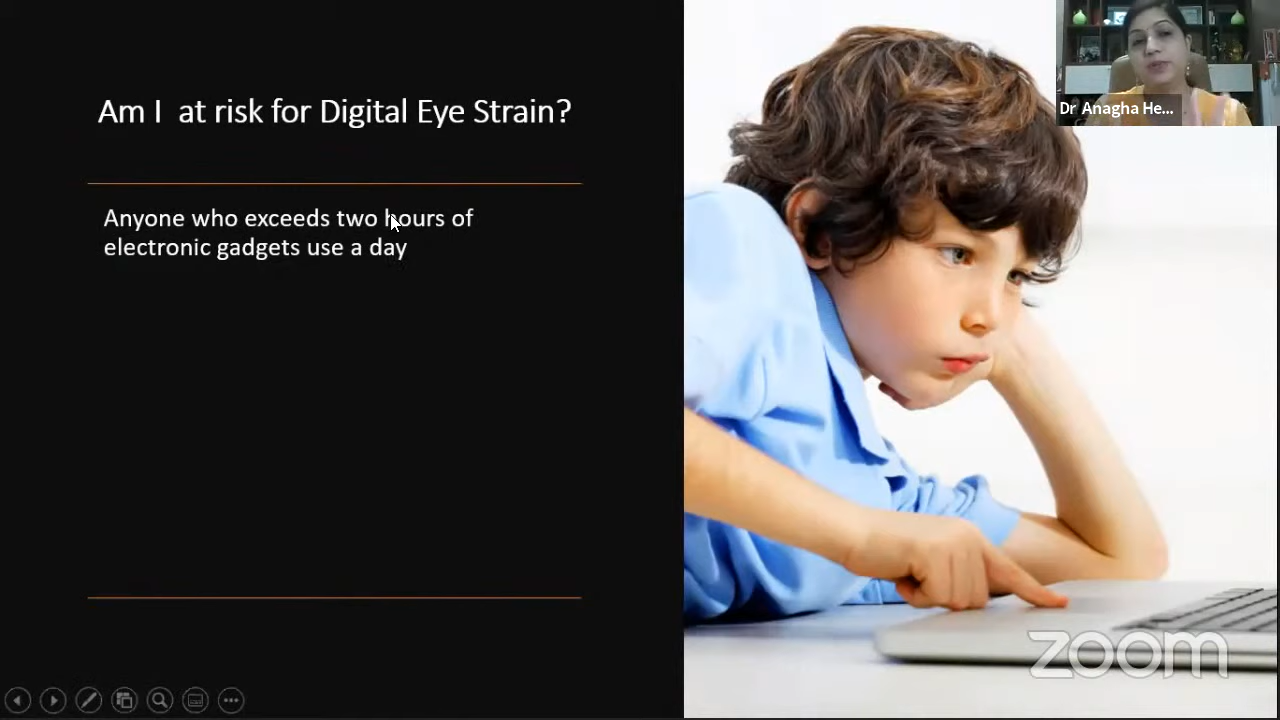 Am I  at risk for Digital Eye Strain?
Anyone who exceeds two hours of
electronic gadgets use a day
Dr Anagha He...
zoom